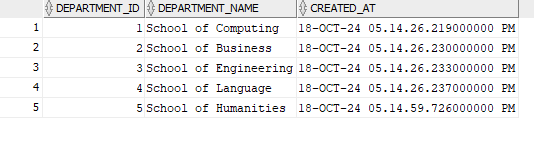 DEPARTMENT_ID DEPARTMENT_NAME CREATED_AT
1 1 School of Computing 18-OCT-24 05.14.26.219000000 PM
2 2 School of Business 18-OCT-24 05.14.26.230000000 PM
3 3 School of Engineering 18-OCT-24 05.14.26.233000000 PM
4 4 School of Language 18-OCT-24 05.14.26.237000000 PM
5 5 School of Humanities 18-OCT-24 05.14.59.726000000 PM